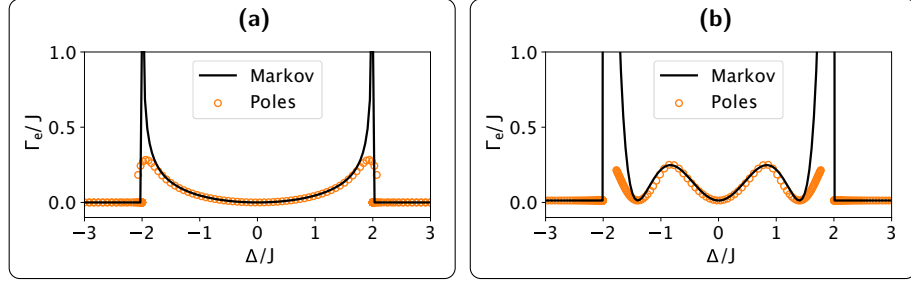 (a)
1.0
0.5
0.0
Γe/J
Markov
Poles
−3 −2 −1 0 1 2 3
Δ/J
(b)
1.0
0.5
0.0
Γe/J
Markov
Poles
−3 −2 −1 0 1 2 3
Δ/J